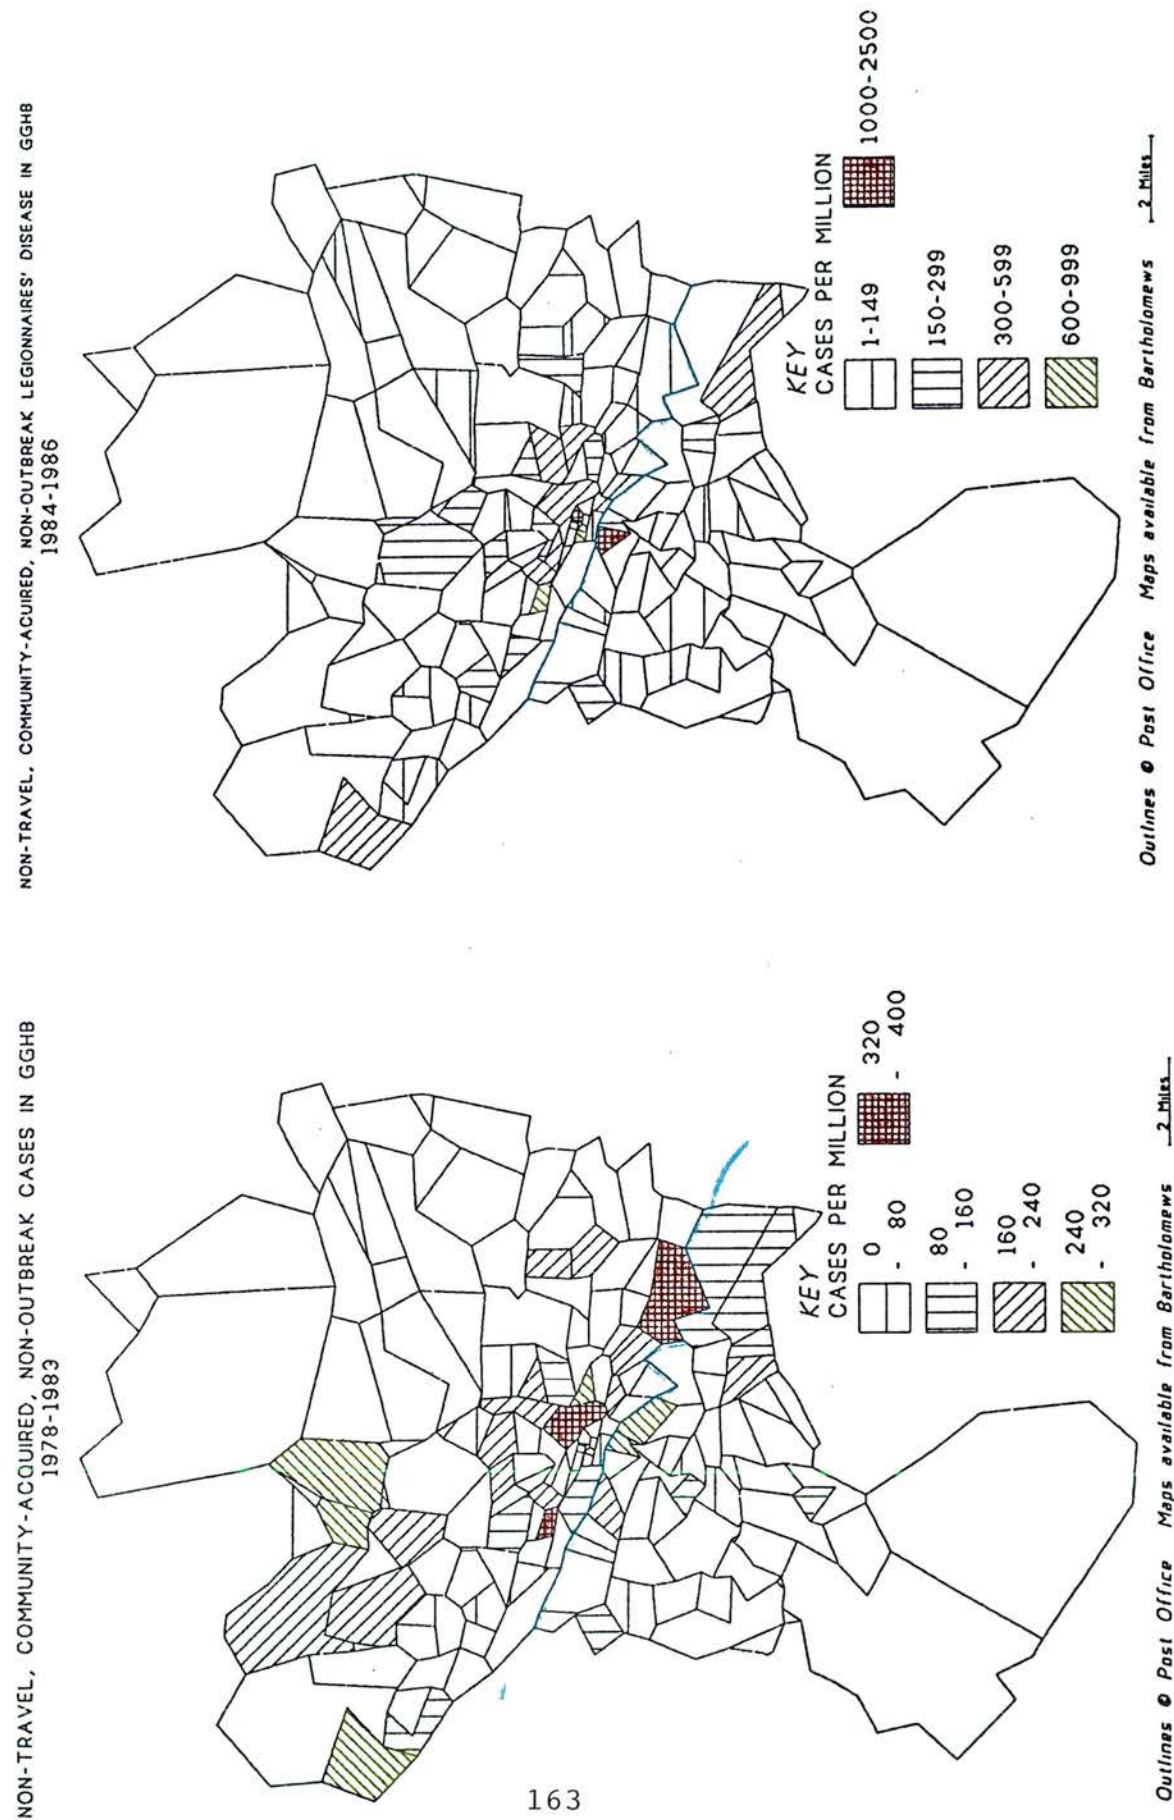 NON-TRAVEL, COMMUNITY-ACQUIRED, NON-OUTBREAK CASES IN GGHB
1978-1983
KEY
CASES PER MILLION
0
- 80
80
- 160
160
- 240
240
- 320
320
- 400
Outlines © Post Office Maps available from Bartholomews 2 Miles
NON-TRAVEL, COMMUNITY-ACUIRED, NON-OUTBREAK LEGIONNAIRES' DISEASE IN GGHB
1984-1986
KEY
CASES PER MILLION
1-149
150-299
300-599
600-999
1000-2500
Outlines © Post Office Maps available from Bartholomews 2 Miles
163